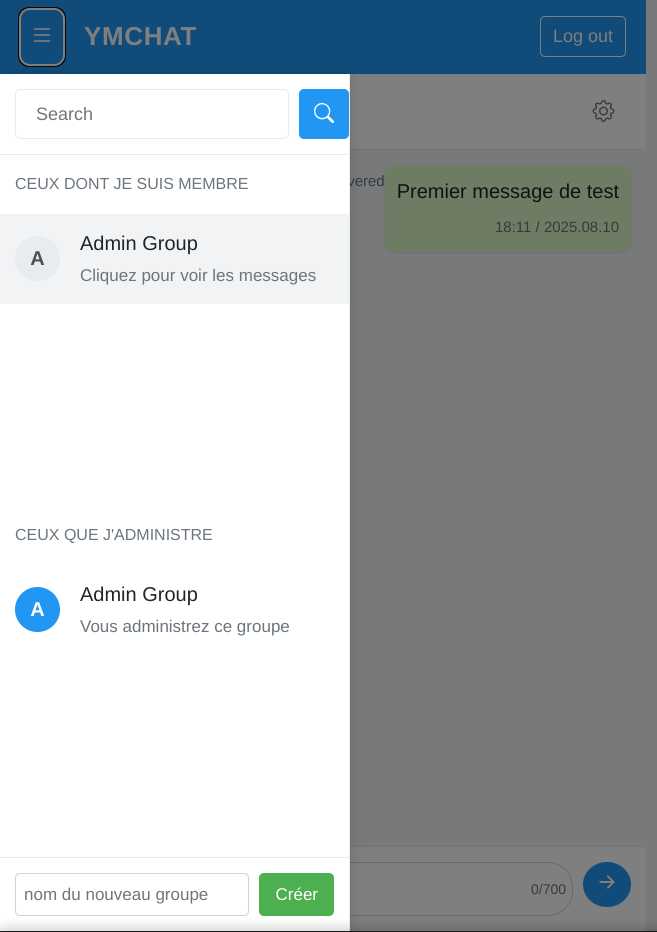 YMCHAT
Log out
Search
CEUX DONT JE SUIS MEMBRE
A
Admin Group
Cliquez pour voir les messages
vered
Premier message de test
18:11 / 2025.08.10
CEUX QUE J'ADMINISTRE
A
Admin Group
Vous administrez ce groupe
nom du nouveau groupe
Créer
0/700